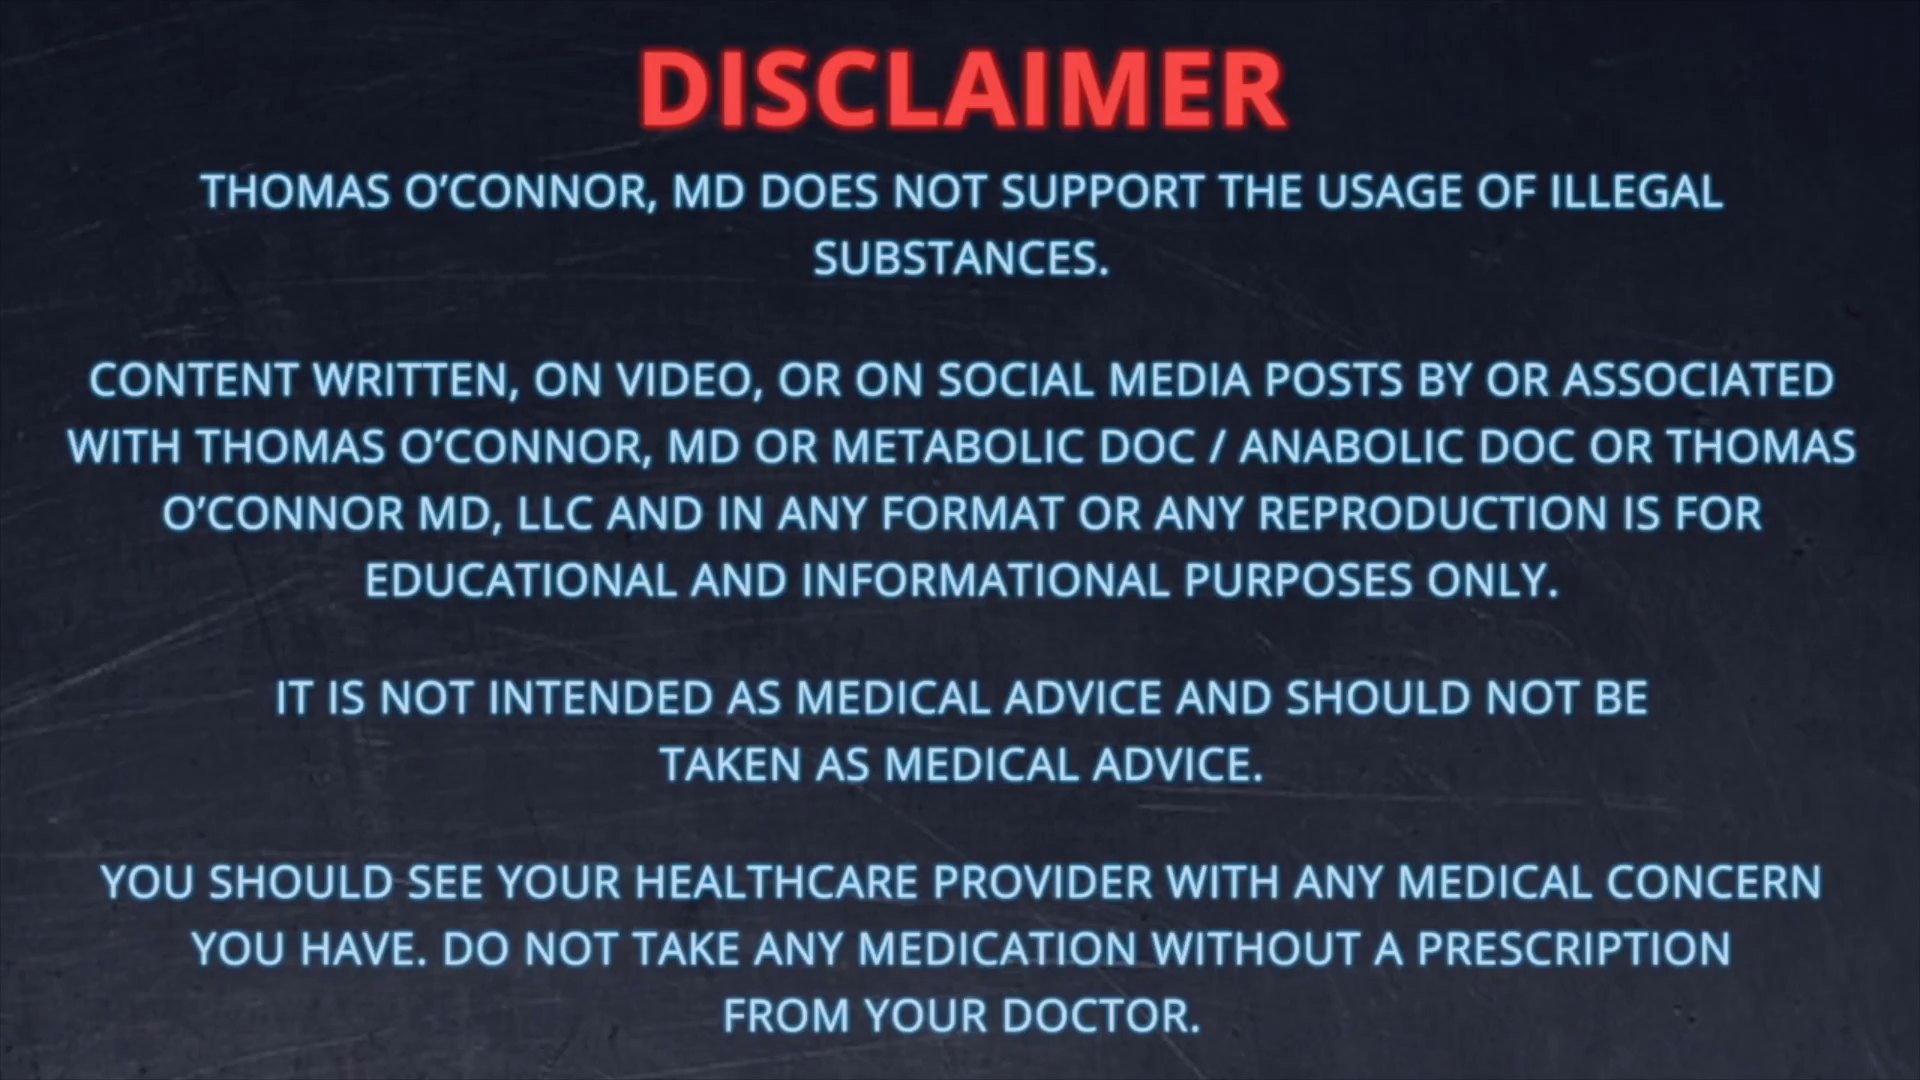 DISCLAIMER
THOMAS O’CONNOR, MD DOES NOT SUPPORT THE USAGE OF ILLEGAL
SUBSTANCES.
CONTENT WRITTEN, ON VIDEO, OR ON SOCIAL MEDIA POSTS BY OR ASSOCIATED
WITH THOMAS O’CONNOR, MD OR METABOLIC DOC / ANABOLIC DOC OR THOMAS
O’CONNOR MD, LLC AND IN ANY FORMAT OR ANY REPRODUCTION IS FOR
EDUCATIONAL AND INFORMATIONAL PURPOSES ONLY.
IT IS NOT INTENDED AS MEDICAL ADVICE AND SHOULD NOT BE
TAKEN AS MEDICAL ADVICE.
YOU SHOULD SEE YOUR HEALTHCARE PROVIDER WITH ANY MEDICAL CONCERN
YOU HAVE. DO NOT TAKE ANY MEDICATION WITHOUT A PRESCRIPTION
FROM YOUR DOCTOR.